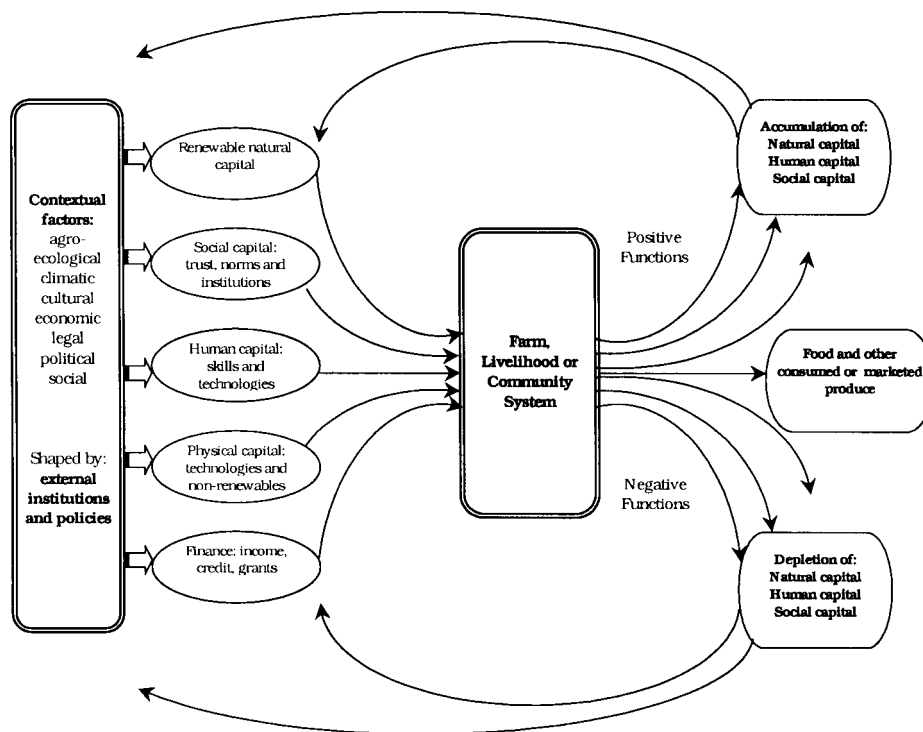 Contextual
factors:
agro-
ecological
climatic
cultural
economic
legal
political
social
Shaped by:
external
institutions
and policies
Renewable natural
capital
Social capital:
trust, norms and
institutions
Human capital:
skills and
technologies
Physical capital:
technologies and
non-renewables
Finance: income,
credit, grants
Farm,
Livelihood or
Community
System
Positive
Functions
Negative
Functions
Accumulation of:
Natural capital
Human capital
Social capital
Food and other
consumed or marketed
produce
Depletion of:
Natural capital
Human capital
Social capital